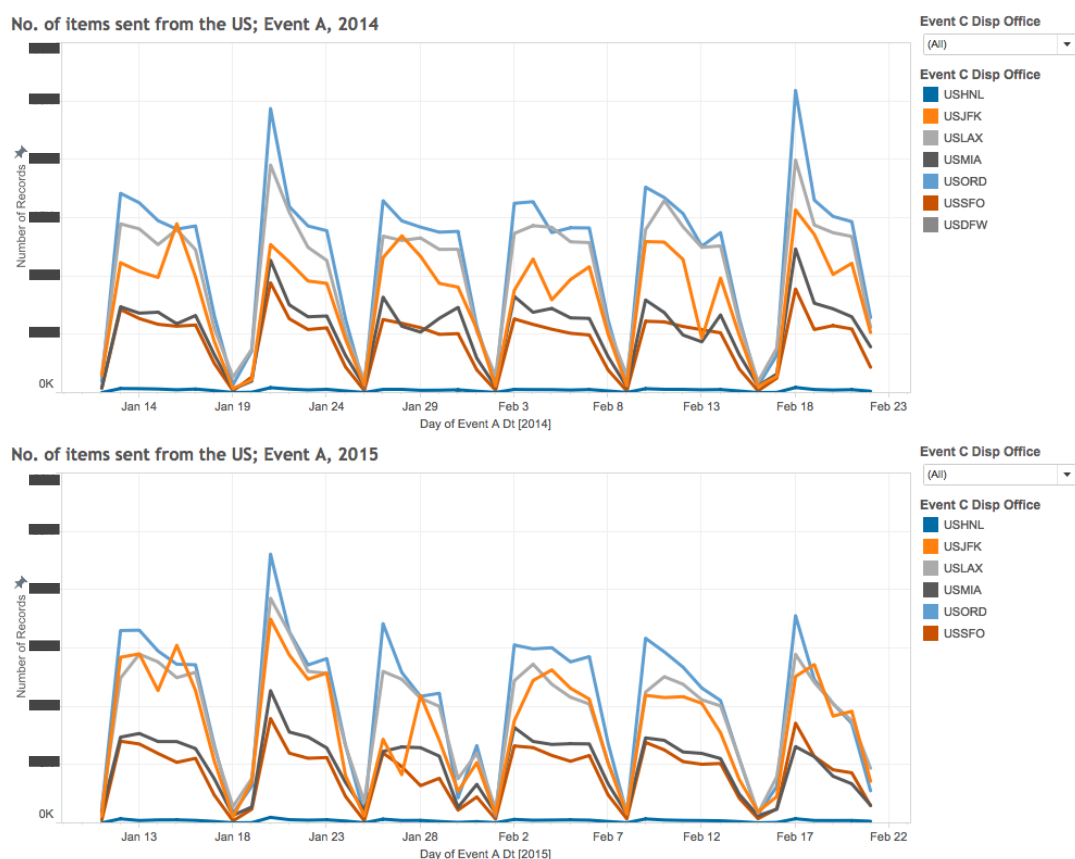 No. of items sent from the US; Event A, 2014
Number of Records
0K
Jan 14 Jan 19 Jan 24 Jan 29 Feb 3 Feb 8 Feb 13 Feb 18 Feb 23
Day of Event A Dt [2014]
Event C Disp Office
(All)
Event C Disp Office
USHNL
USJFK
USLAX
USMIA
USORD
USSFO
USDFW
No. of items sent from the US; Event A, 2015
Number of Records
0K
Jan 13 Jan 18 Jan 23 Jan 28 Feb 2 Feb 7 Feb 12 Feb 17 Feb 22
Day of Event A Dt [2015]
Event C Disp Office
(All)
Event C Disp Office
USHNL
USJFK
USLAX
USMIA
USORD
USSFO